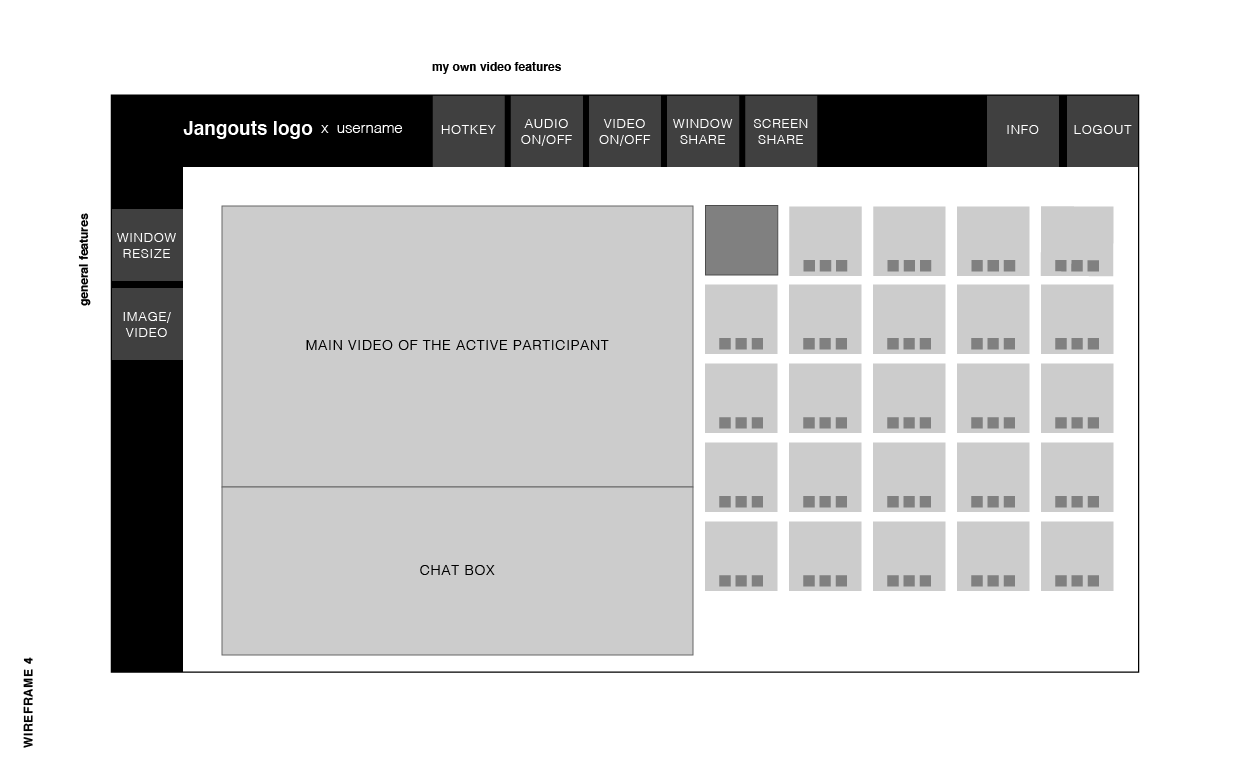 my own video features
Jangouts logo x username
HOTKEY
AUDIO
ON/OFF
VIDEO
ON/OFF
WINDOW
SHARE
SCREEN
SHARE
INFO
LOGOUT
general features
WINDOW
RESIZE
IMAGE/
VIDEO
MAIN VIDEO OF THE ACTIVE PARTICIPANT
CHAT BOX
WIREFRAME 4